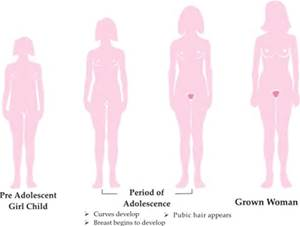 Pre Adolescent
Girl Child
Period of
Adolescence
➢ Curves develop
➢ Breast begins to develop
➢ Pubic hair appears
Grown Woman